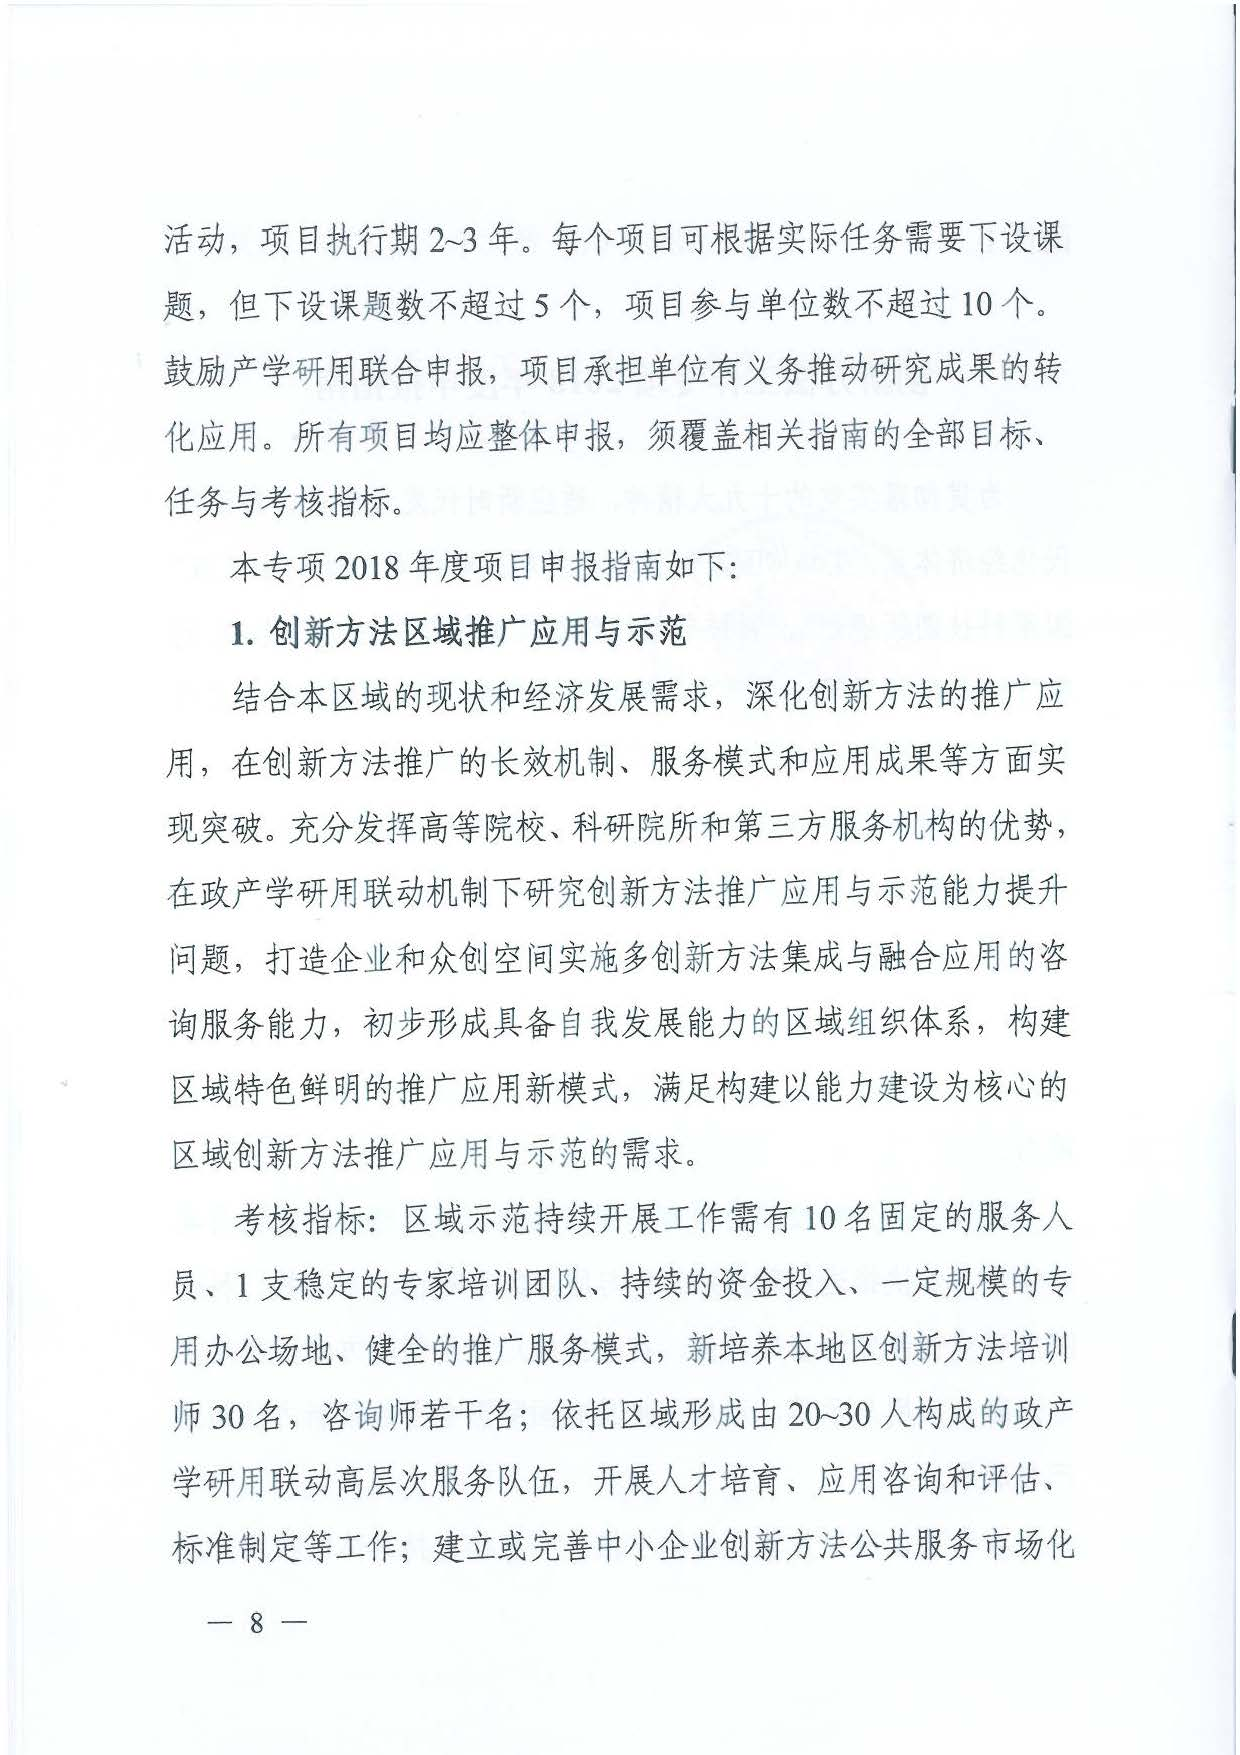 活动，项目执行期 2~3 年。每个项目可根据实际任务需要下设课
题，但下设课题数不超过 5 个，项目参与单位数不超过 10 个。
鼓励产学研用联合申报，项目承担单位有义务推动研究成果的转
化应用。所有项目均应整体申报，须覆盖相关指南的全部目标、
任务与考核指标。
本专项 2018 年度项目申报指南如下：
1. 创新方法区域推广应用与示范
结合本区域的现状和经济发展需求，深化创新方法的推广应
用，在创新方法推广的长效机制、服务模式和应用成果等方面实
现突破。充分发挥高等院校、科研院所和第三方服务机构的优势，
在政产学研用联动机制下研究创新方法推广应用与示范能力提升
问题，打造企业和众创空间实施多创新方法集成与融合应用的咨
询服务能力，初步形成具备自我发展能力的区域组织体系，构建
区域特色鲜明的推广应用新模式，满足构建以能力建设为核心的
区域创新方法推广应用与示范的需求。
考核指标：区域示范持续开展工作需有 10 名固定的服务人
员、1 支稳定的专家培训团队、持续的资金投入、一定规模的专
用办公场地、健全的推广服务模式，新培养本地区创新方法培训
师 30 名，咨询师若干名；依托区域形成由 20~30 人构成的政产
学研用联动高层次服务队伍，开展人才培育、应用咨询和评估、
标准制定等工作；建立或完善中小企业创新方法公共服务市场化
— 8 —